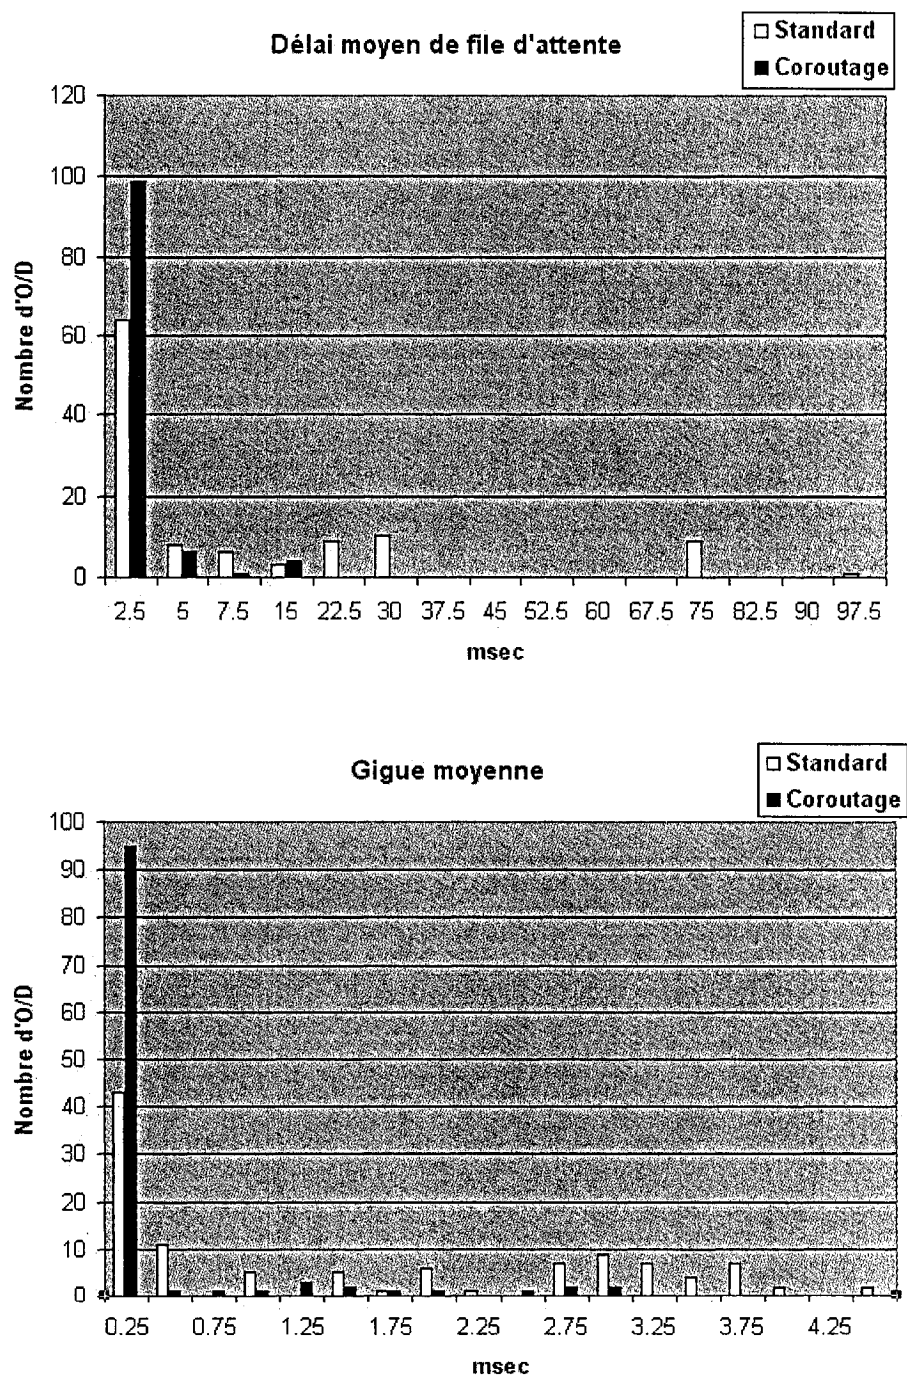 Délai moyen de file d'attente
Standard
Coroutage
Nombre d'O/D
120
100
80
60
40
20
0
2.5 5 7.5 15 22.5 30 37.5 45 52.5 60 67.5 75 82.5 90 97.5
msec
Gigue moyenne
Standard
Coroutage
Nombre d'O/D
100
90
80
70
60
50
40
30
20
10
0
0.25 0.75 1.25 1.75 2.25 2.75 3.25 3.75 4.25
msec